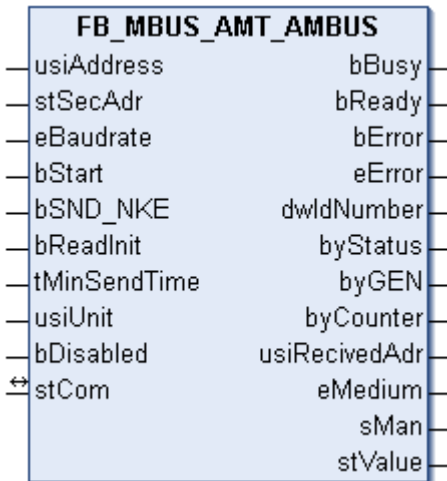 FB_MBUS_AMT_AMBUS
usiAddress bBusy
stSecAdr bReady
eBaudrate bError
bStart eError
bSND_NKE dwIdNumber
bReadInit byStatus
tMinSendTime byGEN
usiUnit byCounter
bDisabled usiRecivedAdr
stCom eMedium
sMan
stValue